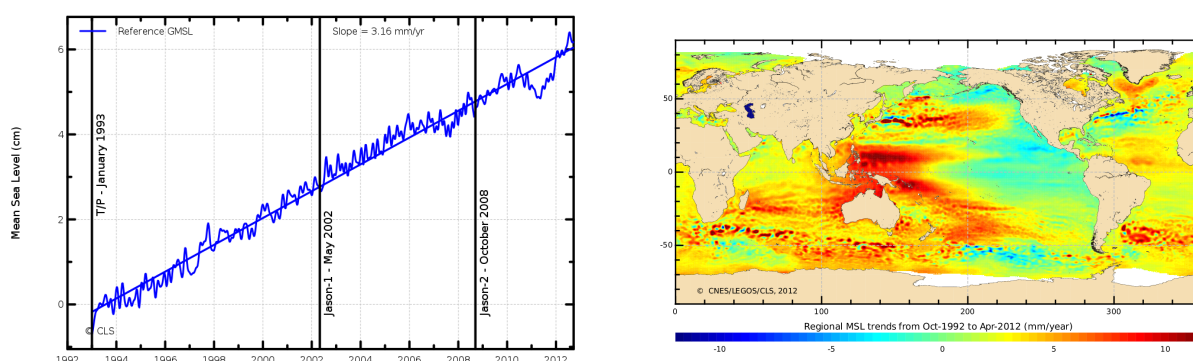 6
4
2
0
Mean Sea Level (cm)
Reference GMSL
Slope = 3.16 mm/yr
T/P - January 1993
Jason-1 - May 2002
Jason-2 - October 2008
© CLS
1992 1994 1996 1998 2000 2002 2004 2006 2008 2010 2012
50
0
-50
© CNES/LEGOS/CLS, 2012
0 100 200 300
Regional MSL trends from Oct-1992 to Apr-2012 (mm/year)
-10 -5 0 5 10